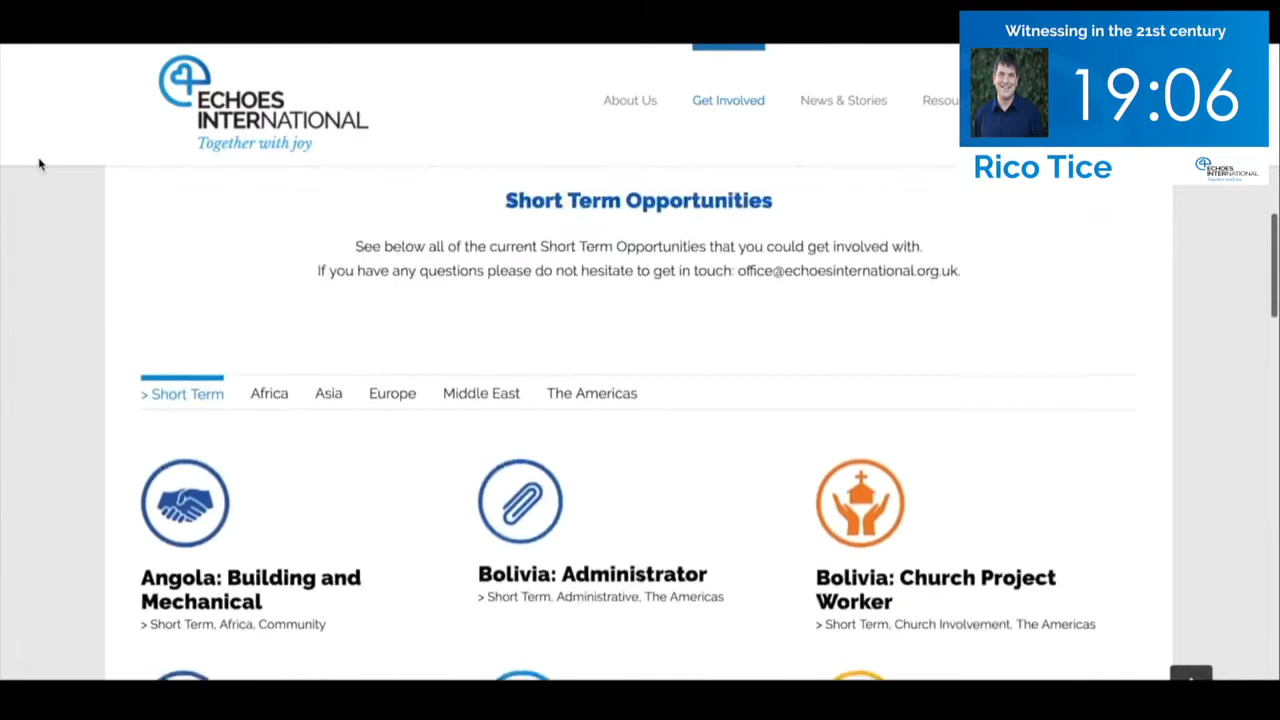 Witnessing in the 21st century
19:06
Rico Tice
ECHOES
INTERNATIONAL
ECHOES
INTERNATIONAL
Together with joy
About Us
Get Involved
News & Stories
Short Term Opportunities
See below all of the current Short Term Opportunities that you could get involved with.
If you have any questions please do not hesitate to get in touch: office@echoesinternational.org.uk.
> Short Term
Africa
Asia
Europe
Middle East
The Americas
Angola: Building and
Mechanical
> Short Term, Africa, Community
Bolivia: Administrator
> Short Term, Administrative, The Americas
Bolivia: Church Project
Worker
> Short Term, Church Involvement, The Americas